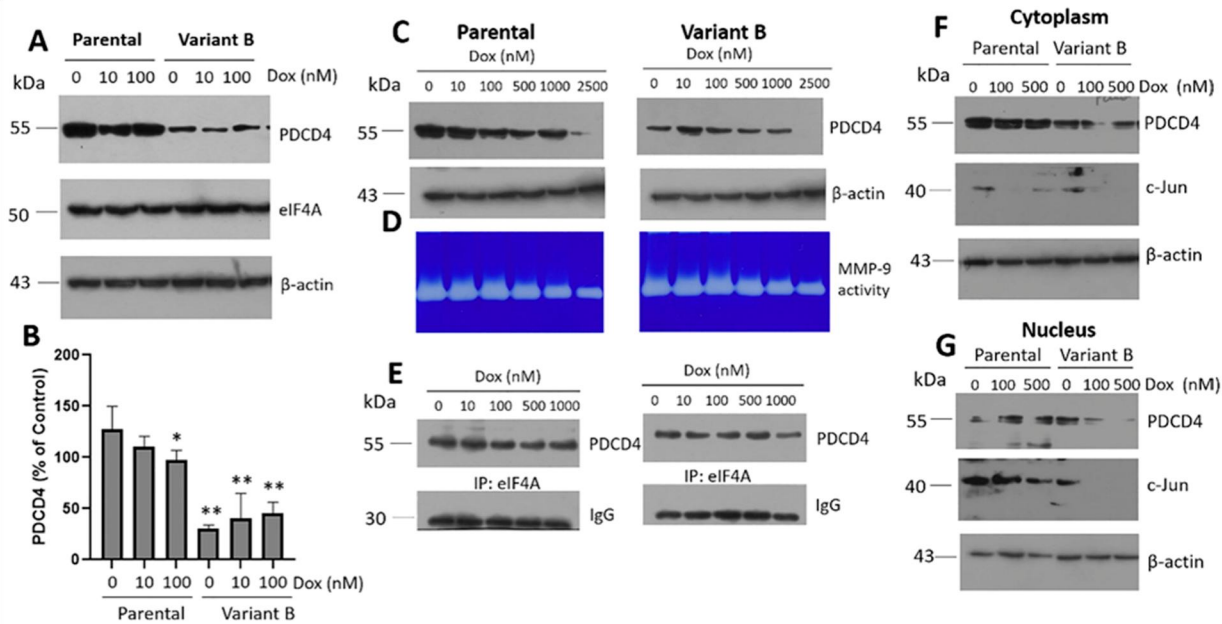 A
Parental Variant B
kDa
0 10 100 0 10 100 Dox (nM)
55
PDCD4
50
eIF4A
43
β-actin
B
PDCD4 (% of Control)
200
150
100
50
0
*
**
**
**
0 10 100 0 10 100 Dox (nM)
Parental Variant B
C
Parental Variant B
Dox (nM) Dox (nM)
kDa
0 10 100 500 1000 2500 0 10 100 500 1000 2500
55
PDCD4
43
β-actin
D
MMP-9
activity
E
Dox (nM) Dox (nM)
kDa
0 10 100 500 1000 0 10 100 500 1000
55
PDCD4 PDCD4
IP: eIF4A IP: eIF4A
30
IgG IgG
F
Cytoplasm
Parental Variant B
kDa
0 100 500 0 100 500 Dox (nM)
55
PDCD4
40
c-Jun
43
β-actin
G
Nucleus
Parental Variant B
kDa
0 100 500 0 100 500 Dox (nM)
55
PDCD4
40
c-Jun
43
β-actin